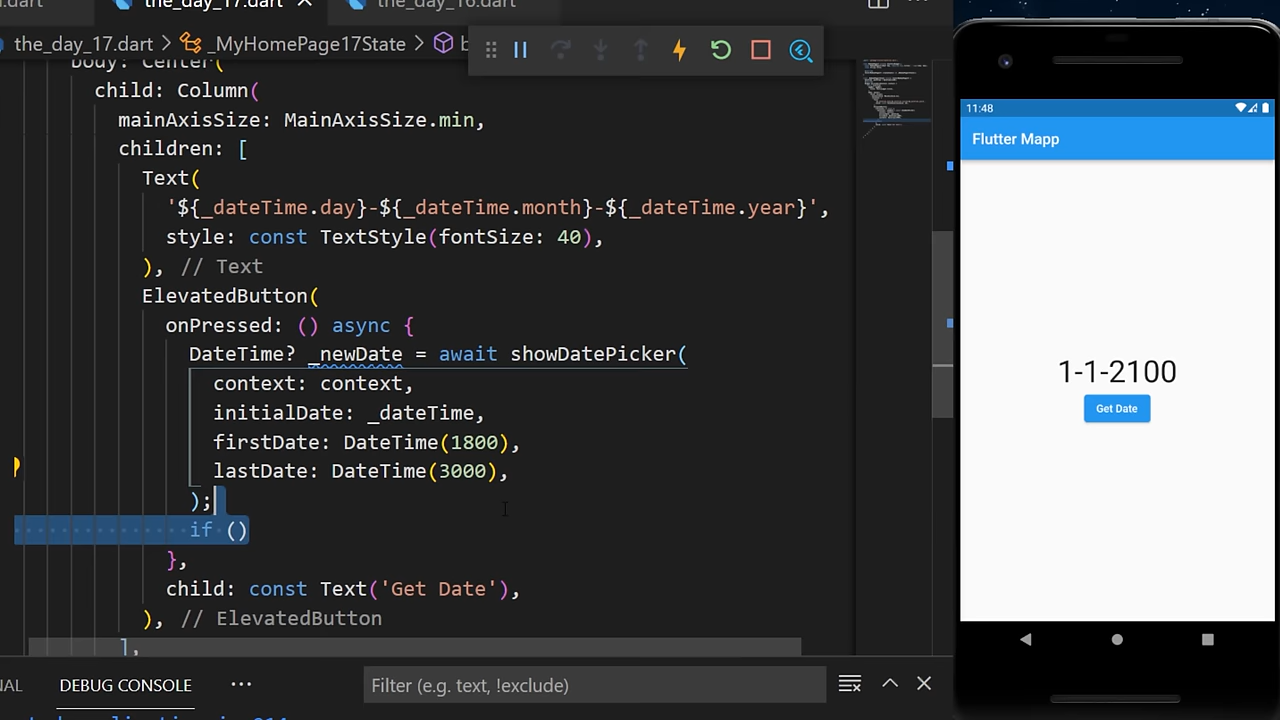 the_day_17.dart
the_day_16.dart
the_day_17.dart > _MyHomePage17State >
body: Center(
child: Column(
mainAxisSize: MainAxisSize.min,
children: [
Text(
'${_dateTime.day}-${_dateTime.month}-${_dateTime.year}',
style: const TextStyle(fontSize: 40),
), // Text
ElevatedButton(
onPressed: () async {
DateTime? _newDate = await showDatePicker(
context: context,
initialDate: _dateTime,
firstDate: DateTime(1800),
lastDate: DateTime(3000),
);
if ()
},
child: const Text('Get Date'),
), // ElevatedButton
],
DEBUG CONSOLE
Filter (e.g. text, !exclude)
11:48
Flutter Mapp
1-1-2100
Get Date